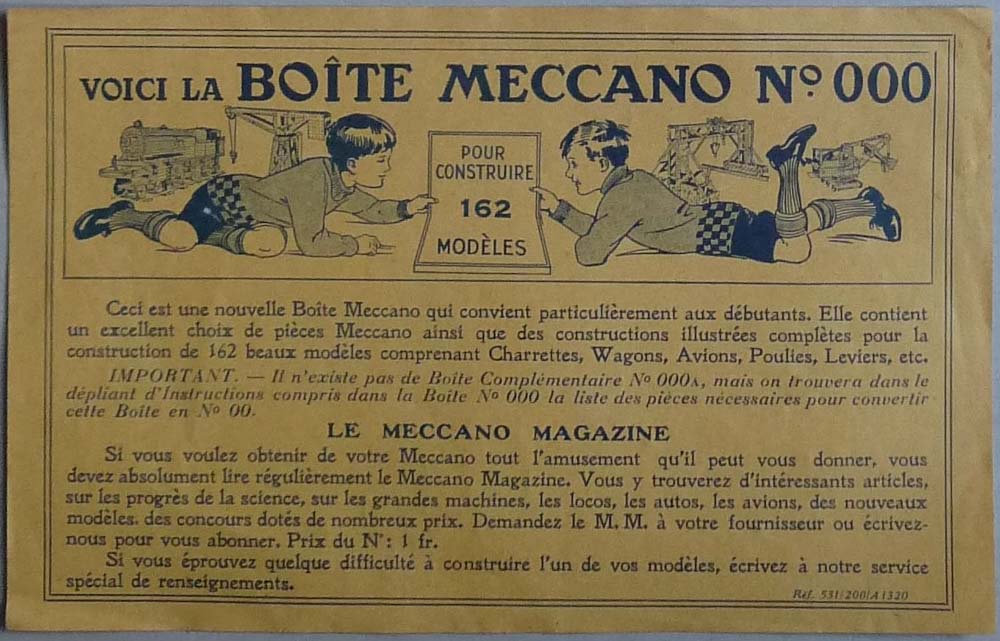 VOICI LA BOÎTE MECCANO Nº 000
POUR
CONSTRUIRE
162
MODÈLES
Ceci est une nouvelle Boîte Meccano qui convient particulièrement aux débutants. Elle contient
un excellent choix de pièces Meccano ainsi que des constructions illustrées complètes pour la
construction de 162 beaux modèles comprenant Charrettes, Wagons, Avions, Poulies, Leviers, etc.
IMPORTANT. — Il n'existe pas de Boîte Complémentaire Nº 000A, mais on trouvera dans le
dépliant d'Instructions compris dans la Boîte Nº 000 la liste des pièces nécessaires pour convertir
cette Boîte en Nº 00.
LE MECCANO MAGAZINE
Si vous voulez obtenir de votre Meccano tout l'amusement qu'il peut vous donner, vous
devez absolument lire régulièrement le Meccano Magazine. Vous y trouverez d'intéressants articles,
sur les progrès de la science, sur les grandes machines, les locos, les autos, les avions, des nouveaux
modèles, des concours dotés de nombreux prix. Demandez le M. M. à votre fournisseur ou écrivez-
nous pour vous abonner. Prix du N°: 1 fr.
Si vous éprouvez quelque difficulté à construire l'un de vos modèles, écrivez à notre service
spécial de renseignements.
Réf. 531/200/A1320